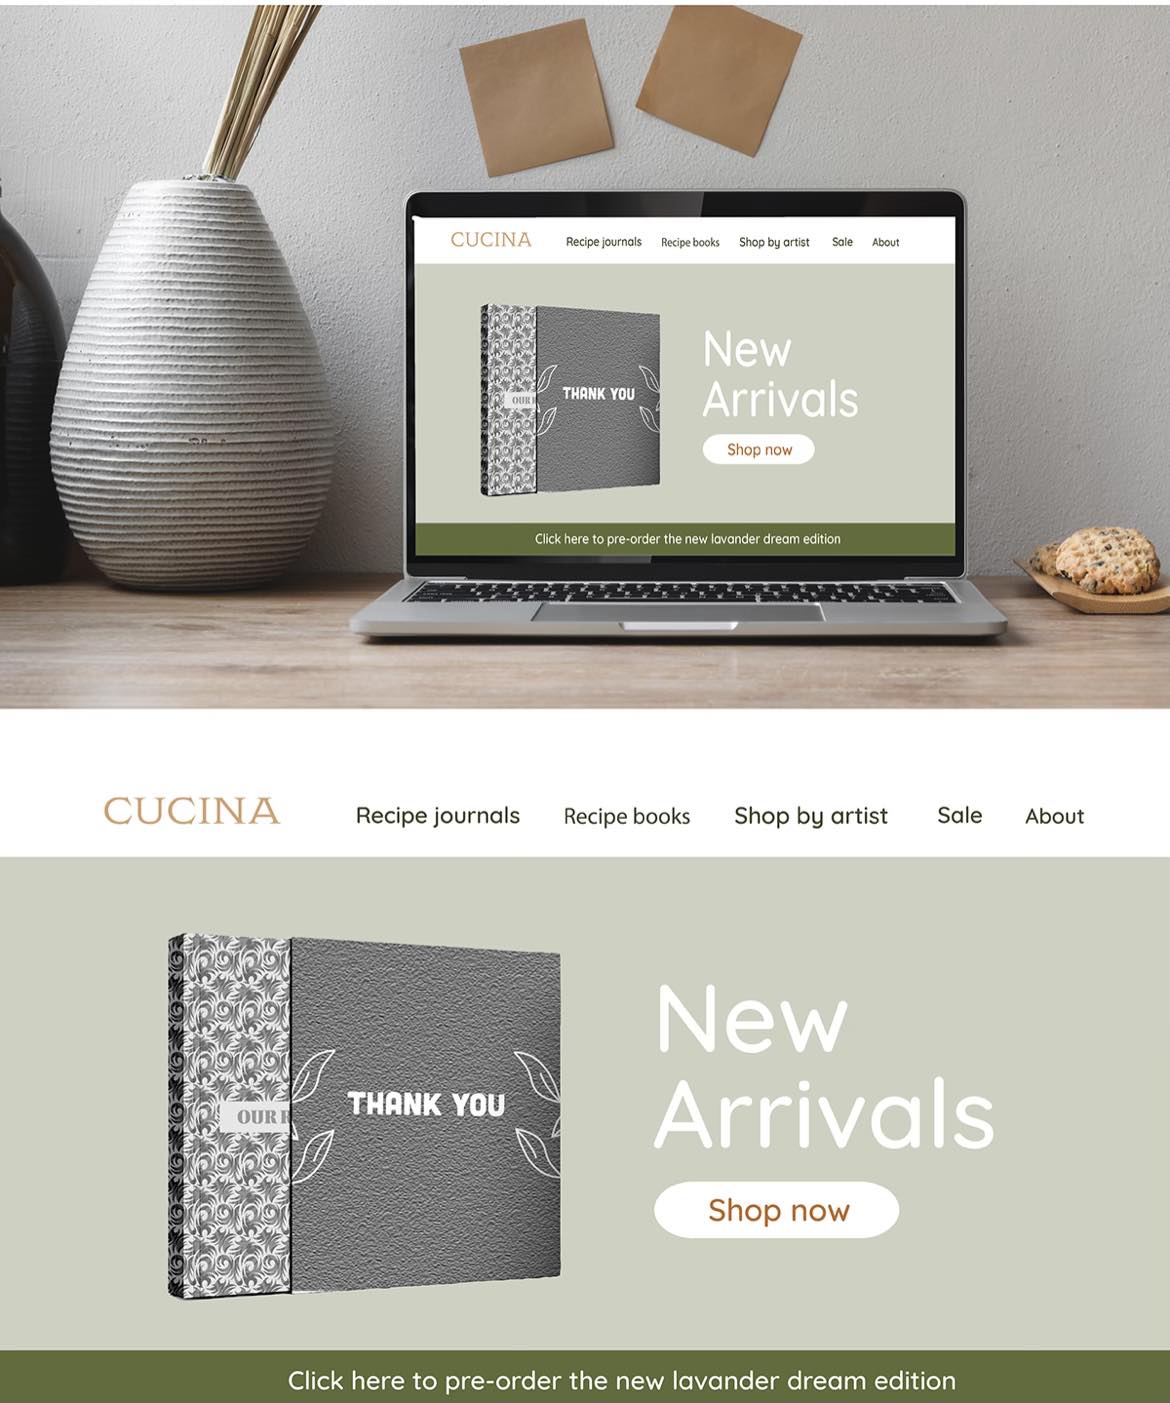 CUCINA Recipe journals Recipe books Shop by artist Sale About
New
Arrivals
OUR
THANK YOU
Shop now
Click here to pre-order the new lavander dream edition
CUCINA Recipe journals Recipe books Shop by artist Sale About
New
Arrivals
OUR
THANK YOU
Shop now
Click here to pre-order the new lavander dream edition